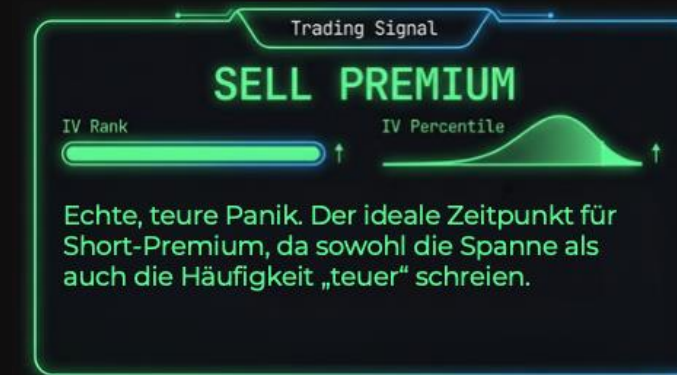 Trading Signal
SELL PREMIUM
IV Rank
IV Percentile
Echte, teure Panik. Der ideale Zeitpunkt für
Short-Premium, da sowohl die Spanne als
auch die Häufigkeit „teuer“ schreien.